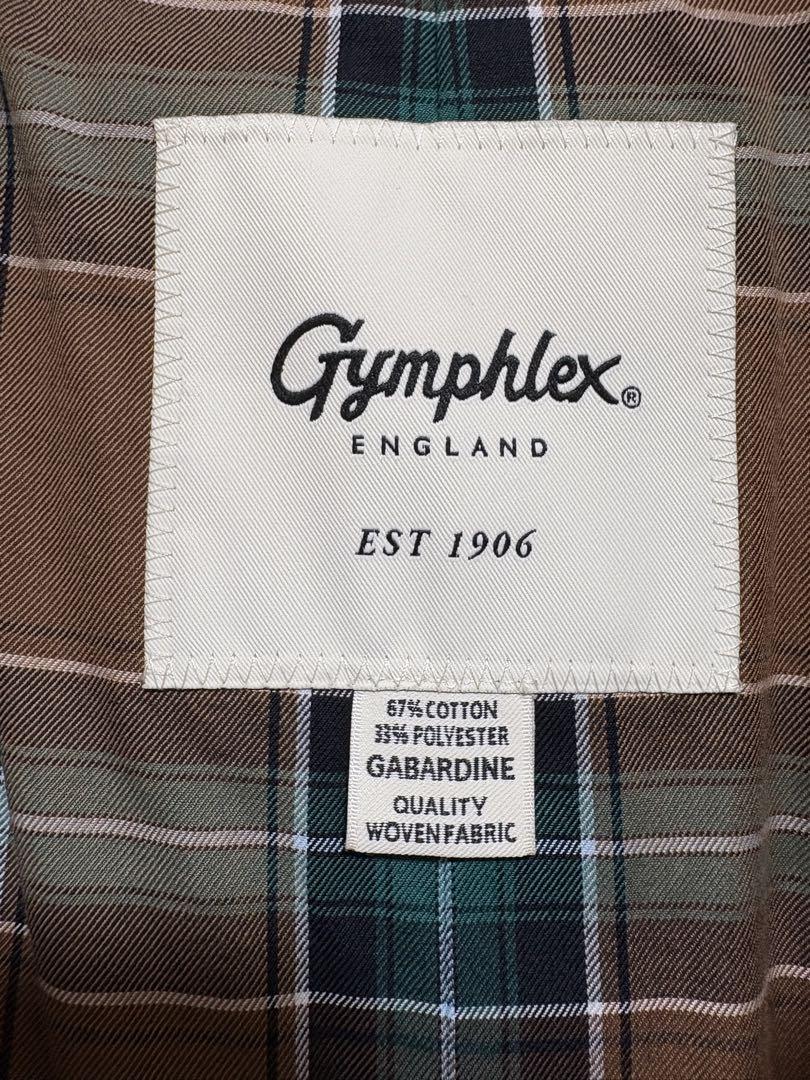 Gymphlex®
ENGLAND
EST 1906
67% COTTON
33% POLYESTER
GABARDINE
QUALITY
WOVEN FABRIC